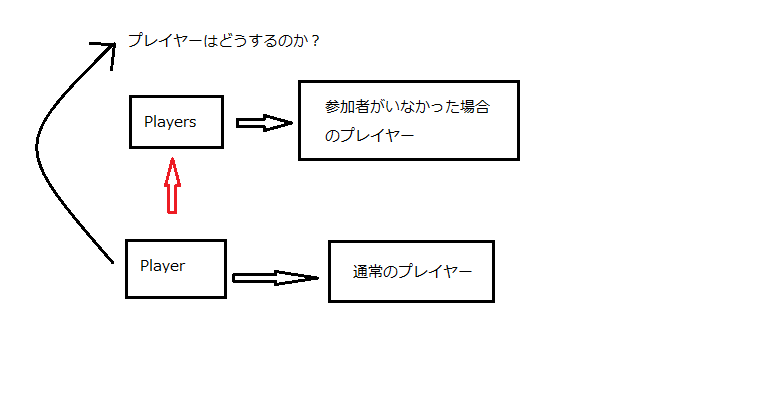 プレイヤーはどうするのか？
Players
参加者がいなかった場合
のプレイヤー
Player
通常のプレイヤー